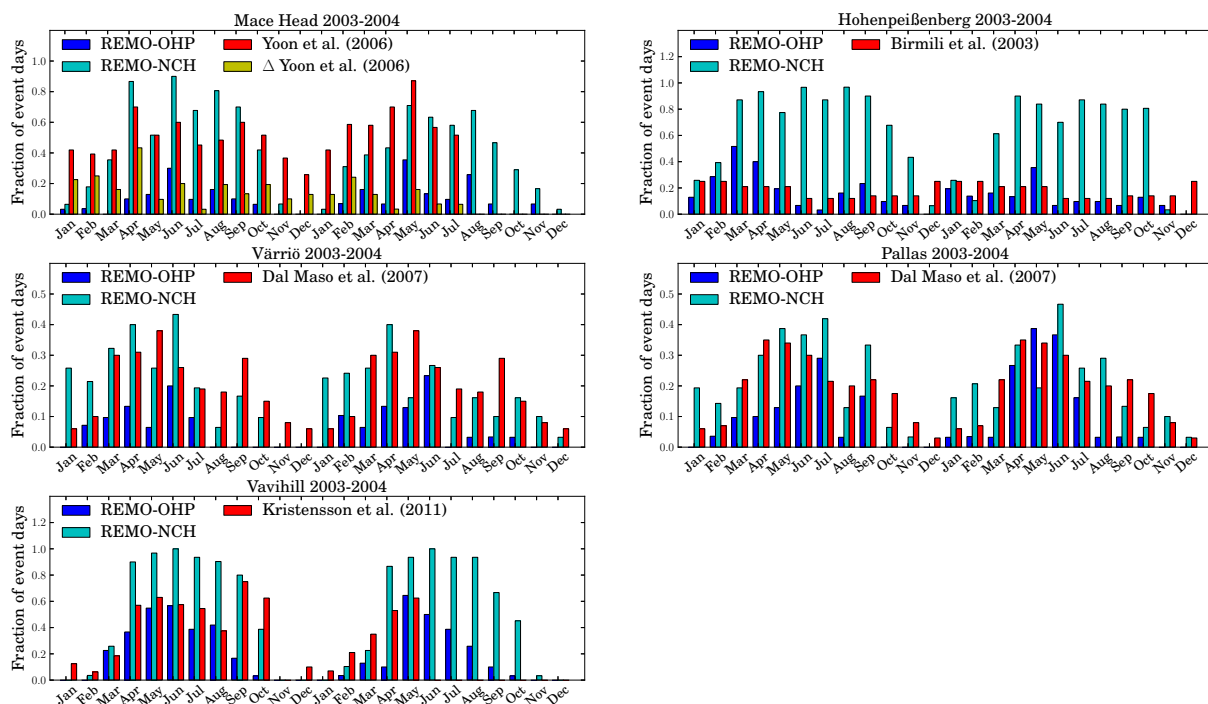 Mace Head 2003-2004
Fraction of event days
1.0
0.8
0.6
0.4
0.2
0.0
REMO-OHP
REMO-NCH
Yoon et al. (2006)
Δ Yoon et al. (2006)
Jan Feb Mar Apr May Jun Jul Aug Sep Oct Nov Dec Jan Feb Mar Apr May Jun Jul Aug Sep Oct Nov Dec
Hohenpeißenberg 2003-2004
Fraction of event days
1.2
1.0
0.8
0.6
0.4
0.2
0.0
REMO-OHP
REMO-NCH
Birmili et al. (2003)
Jan Feb Mar Apr May Jun Jul Aug Sep Oct Nov Dec Jan Feb Mar Apr May Jun Jul Aug Sep Oct Nov Dec
Värriö 2003-2004
Fraction of event days
0.5
0.4
0.3
0.2
0.1
0.0
REMO-OHP
REMO-NCH
Dal Maso et al. (2007)
Jan Feb Mar Apr May Jun Jul Aug Sep Oct Nov Dec Jan Feb Mar Apr May Jun Jul Aug Sep Oct Nov Dec
Pallas 2003-2004
Fraction of event days
0.5
0.4
0.3
0.2
0.1
0.0
REMO-OHP
REMO-NCH
Dal Maso et al. (2007)
Jan Feb Mar Apr May Jun Jul Aug Sep Oct Nov Dec Jan Feb Mar Apr May Jun Jul Aug Sep Oct Nov Dec
Vavihill 2003-2004
Fraction of event days
1.2
1.0
0.8
0.6
0.4
0.2
0.0
REMO-OHP
REMO-NCH
Kristensson et al. (2011)
Jan Feb Mar Apr May Jun Jul Aug Sep Oct Nov Dec Jan Feb Mar Apr May Jun Jul Aug Sep Oct Nov Dec